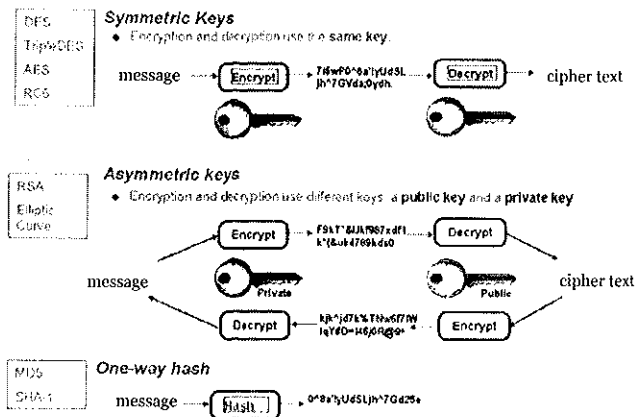 DES
Symmetric Keys
Encryption and decryption use the same key.
TripleDES
AES
RC5
message
Encrypt
Decrypt
cipher text
Asymmetric keys
RSA
Elliptic
Curve
Encryption and decryption use different keys, a public key and a private key
Encrypt
Decrypt
message
Private
Public
cipher text
Decrypt
Encrypt
One-way hash
MD5
SHA-1
message
Hash